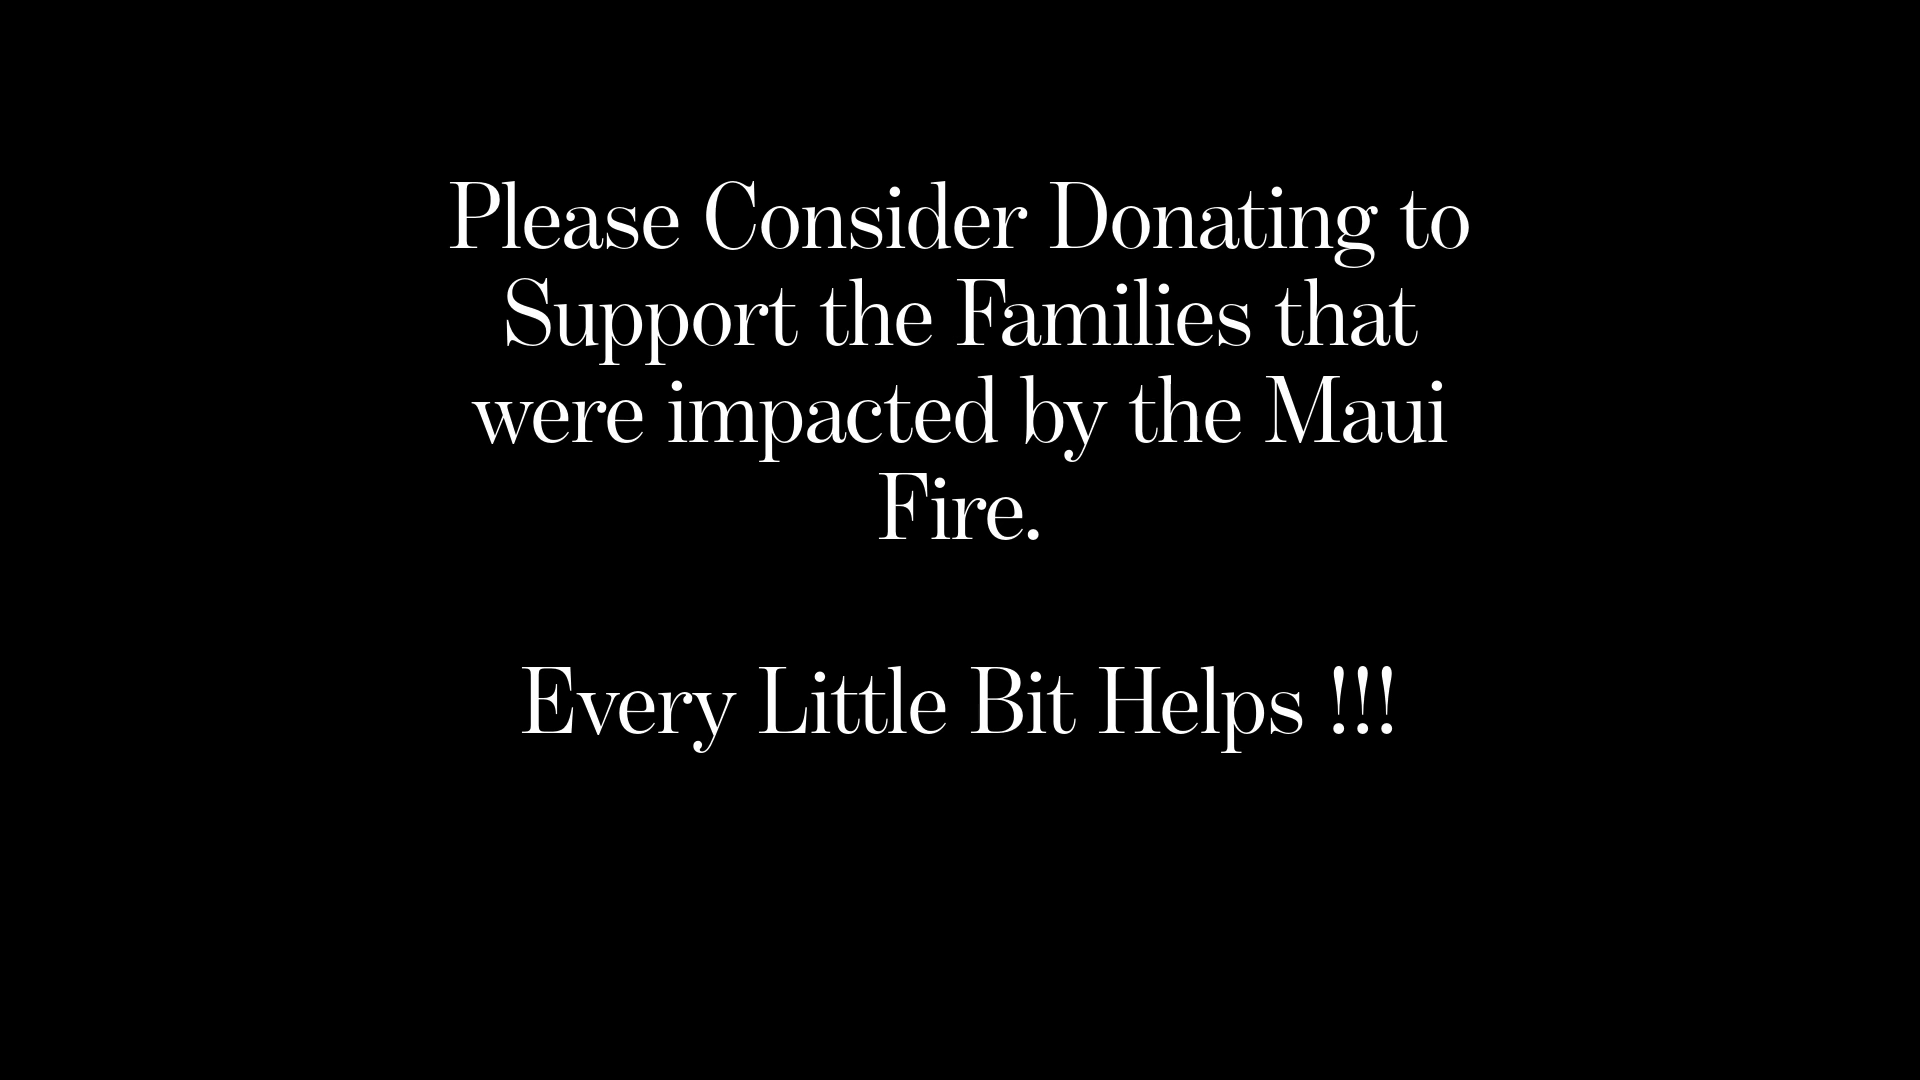 Please Consider Donating to
Support the Families that
were impacted by the Maui
Fire.
Every Little Bit Helps !!!